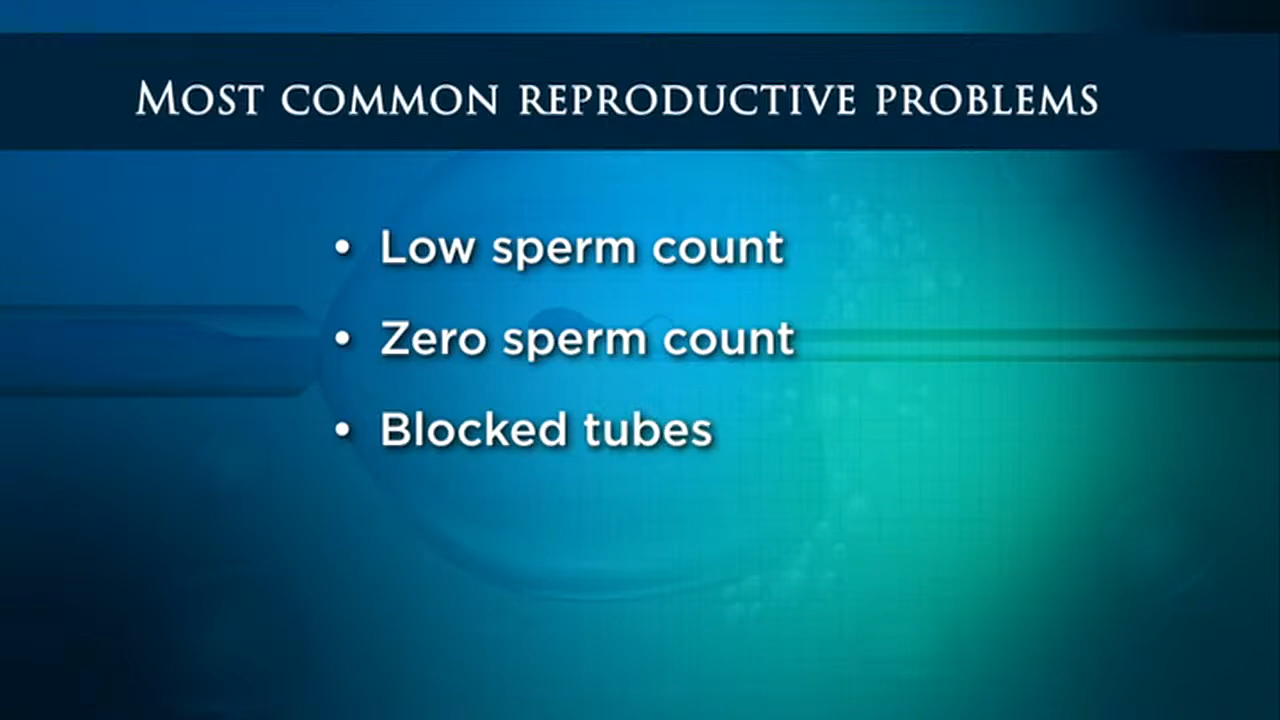 Most common reproductive problems
• Low sperm count
• Zero sperm count
• Blocked tubes